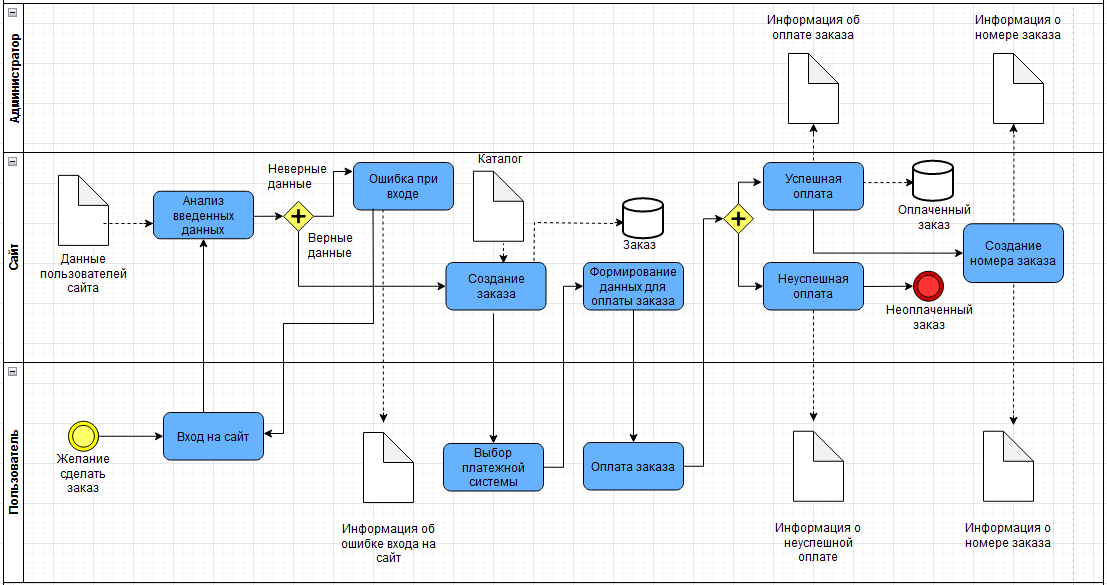 Администратор
Информация об
оплате заказа
Информация о
номере заказа
Сайт
Данные
пользователей
сайта
Анализ
введенных
данных
Неверные
данные
Верные
данные
Ошибка при
входе
Каталог
Создание
заказа
Заказ
Формирование
данных для
оплаты заказа
Успешная
оплата
Неуспешная
оплата
Оплаченный
заказ
Неоплаченный
заказ
Создание
номера заказа
Пользователь
Желание
сделать
заказ
Вход на сайт
Информация об
ошибке входа на
сайт
Выбор
платежной
системы
Оплата заказа
Информация о
неуспешной
оплате
Информация о
номере заказа